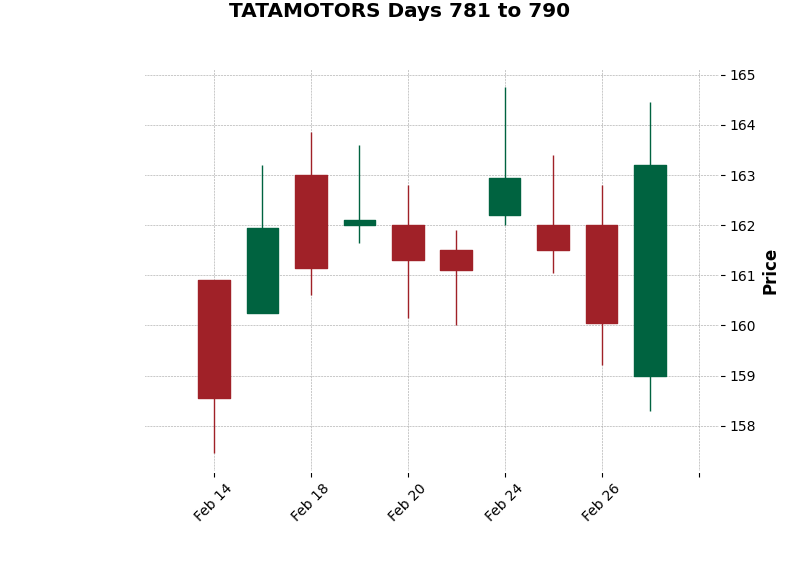 TATAMOTORS Days 781 to 790
165
164
163
162
161
160
159
158
Price
Feb 14
Feb 18
Feb 20
Feb 24
Feb 26